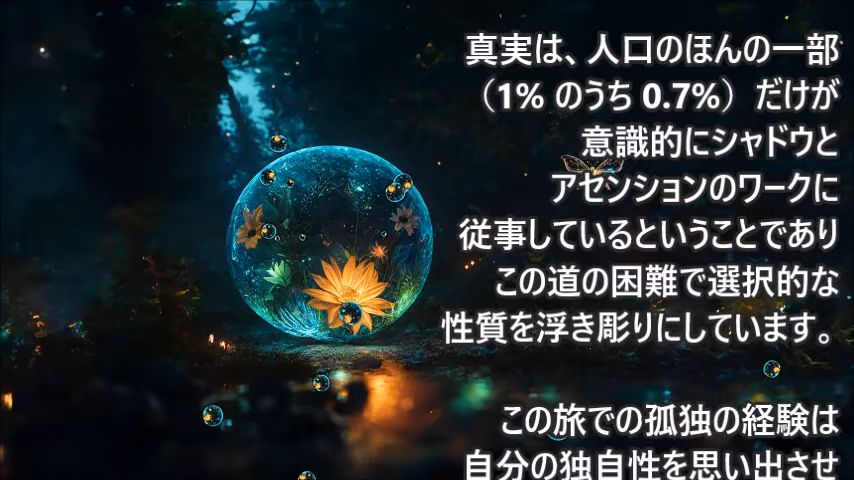 真実は、人口のほんの一部
（1% のうち 0.7%）だけが
意識的にシャドウと
アセンションのワークに
従事しているということであり
この道の困難で選択的な
性質を浮き彫りにしています。
この旅での孤独の経験は
自分の独自性を思い出させ